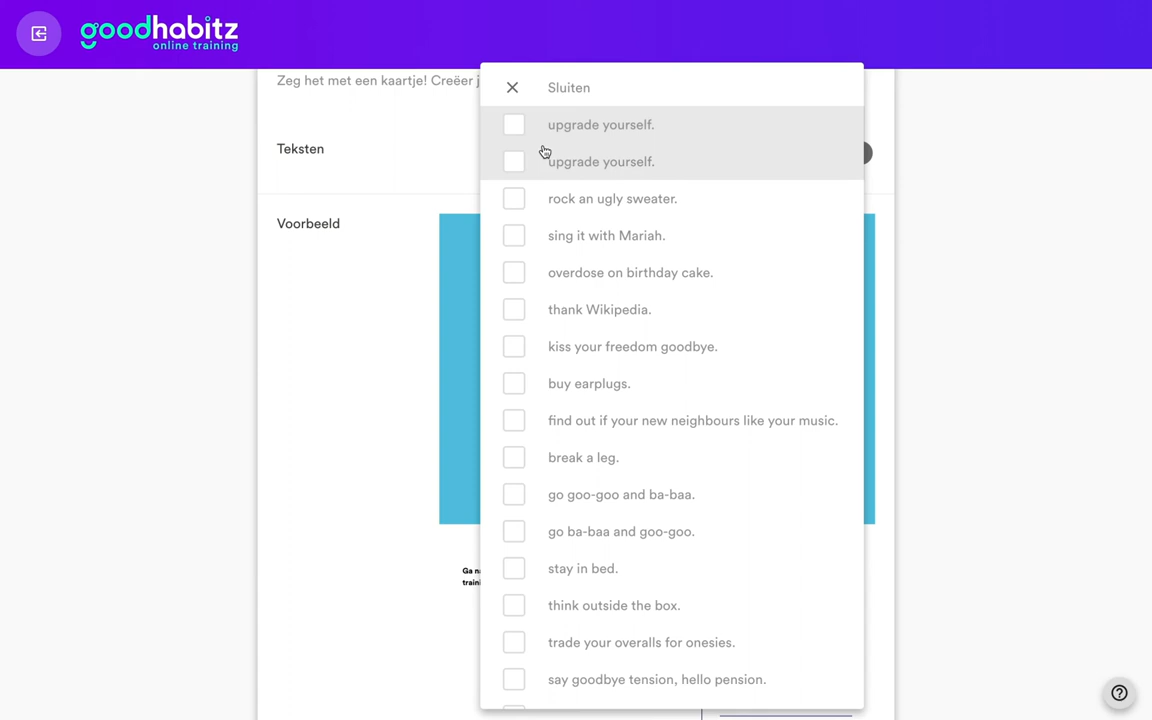 goodhabitz
online training
Zeg het met een kaartje! Creëer j
Sluiten
upgrade yourself.
Teksten
upgrade yourself.
rock an ugly sweater.
Voorbeeld
sing it with Mariah.
overdose on birthday cake.
thank Wikipedia.
kiss your freedom goodbye.
buy earplugs.
find out if your new neighbours like your music.
break a leg.
go goo-goo and ba-baa.
go ba-baa and goo-goo.
stay in bed.
Ga na
traini
think outside the box.
trade your overalls for onesies.
say goodbye tension, hello pension.